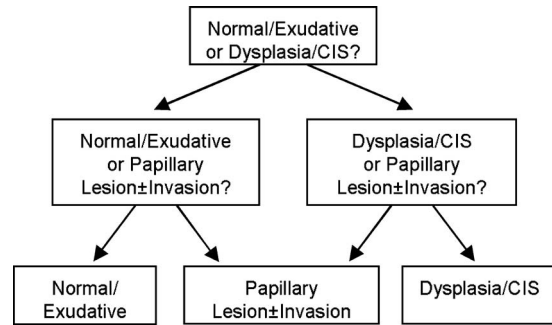 Normal/Exudative
or Dysplasia/CIS?
Normal/Exudative
or Papillary
Lesion±Invasion?
Dysplasia/CIS
or Papillary
Lesion±Invasion?
Normal/
Exudative
Papillary
Lesion±Invasion
Dysplasia/CIS